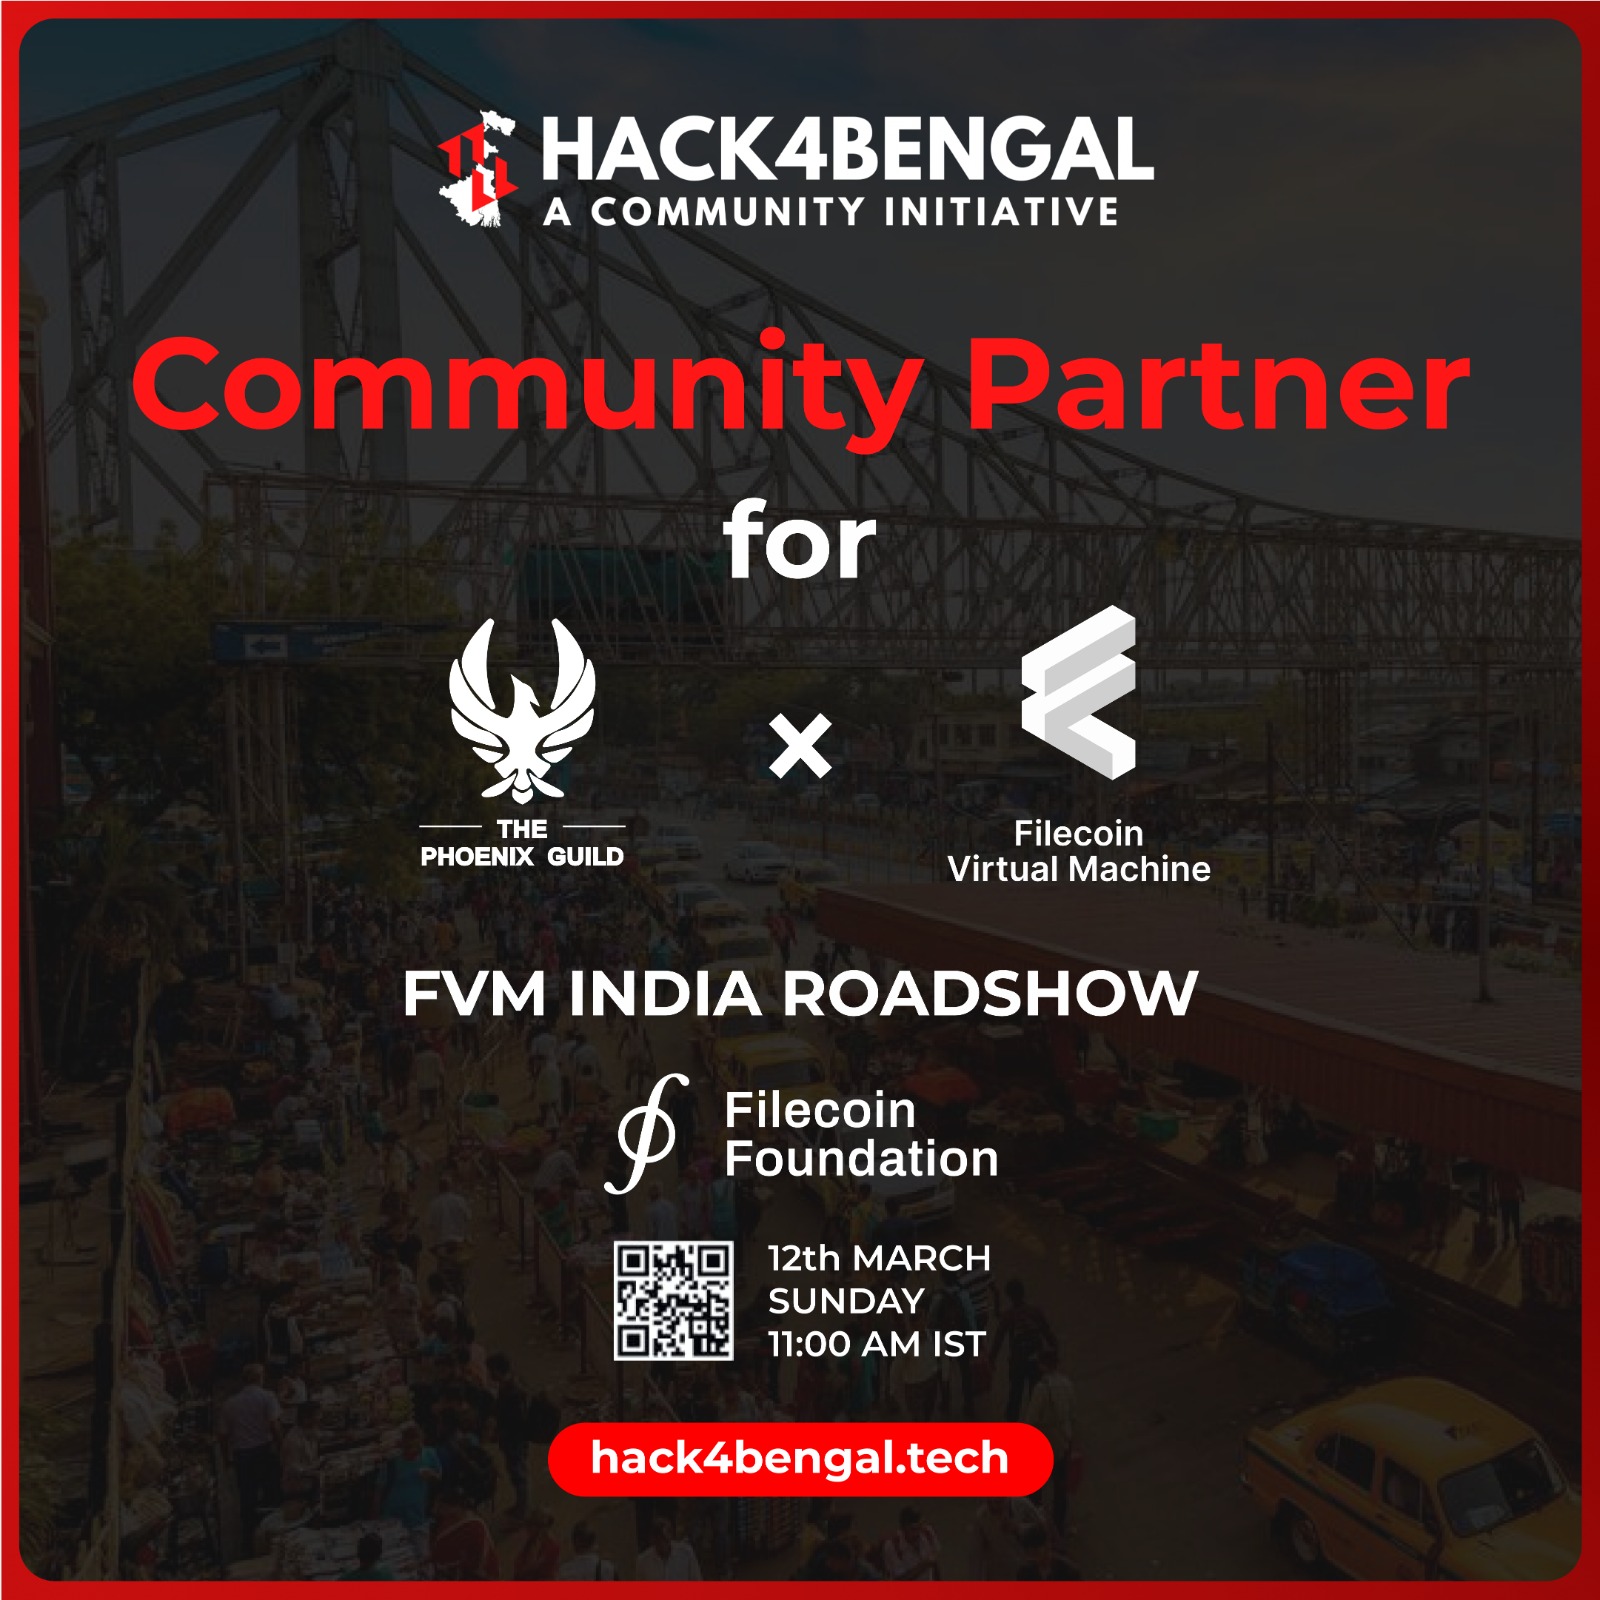 HACK4BENGAL
A COMMUNITY INITIATIVE
Community Partner
for
THE
PHOENIX GUILD
×
Filecoin
Virtual Machine
FVM INDIA ROADSHOW
Filecoin
Foundation
12th MARCH
SUNDAY
11:00 AM IST
hack4bengal.tech